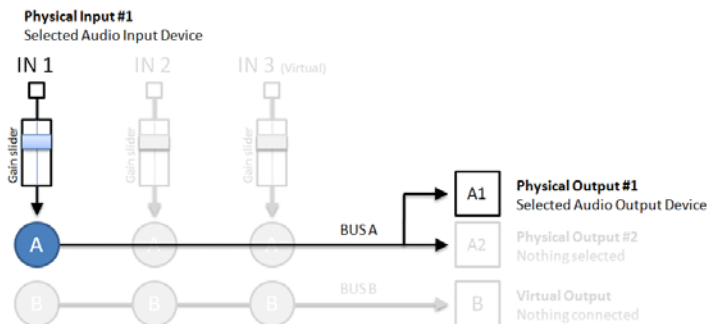 Physical Input #1
Selected Audio Input Device
IN 1
IN 2
IN 3 (Virtual)
Gain slider
Gain slider
Gain slider
A1
Physical Output #1
Selected Audio Output Device
BUS A
A
A
A
A2
Physical Output #2
Nothing selected
BUS B
B
B
B
B
Virtual Output
Nothing connected